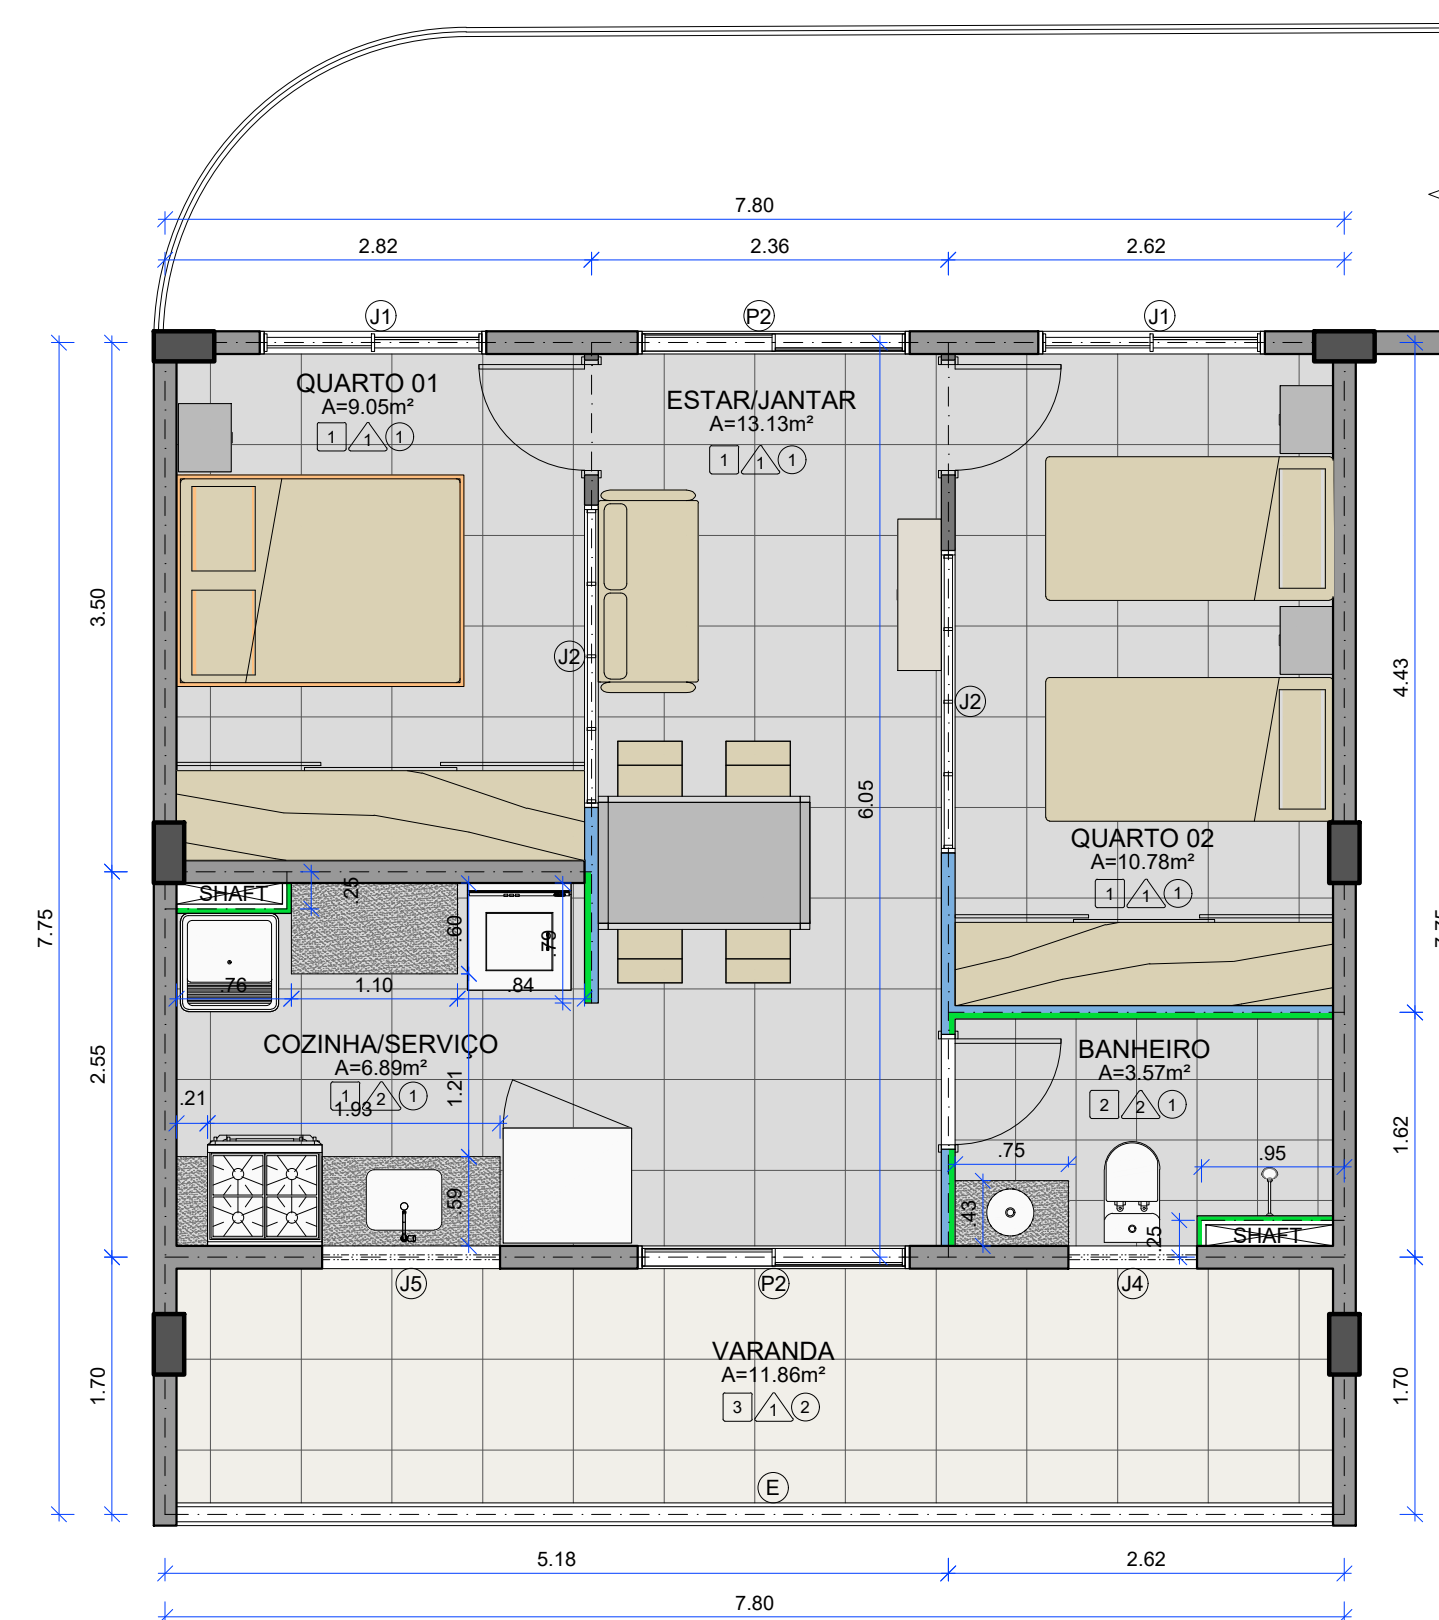 7.80
2.82
2.36
2.62
J1
P2
J1
QUARTO 01
A=9.05m²
1 1 1
ESTAR/JANTAR
A=13.13m²
1 1 1
3.50
J2
J2
4.43
6.05
QUARTO 02
A=10.78m²
1 1 1
SHAFT
.25
.60
.79
7.75
7.75
.76
1.10
.84
COZINHA/SERVIÇO
A=6.89m²
1 2 1
2.55
1.21
.21
1.93
BANHEIRO
A=3.57m²
2 2 1
1.62
.75
.95
.59
.43
.25
SHAFT
J5
P2
J4
VARANDA
A=11.86m²
3 1 2
1.70
1.70
E
5.18
2.62
7.80